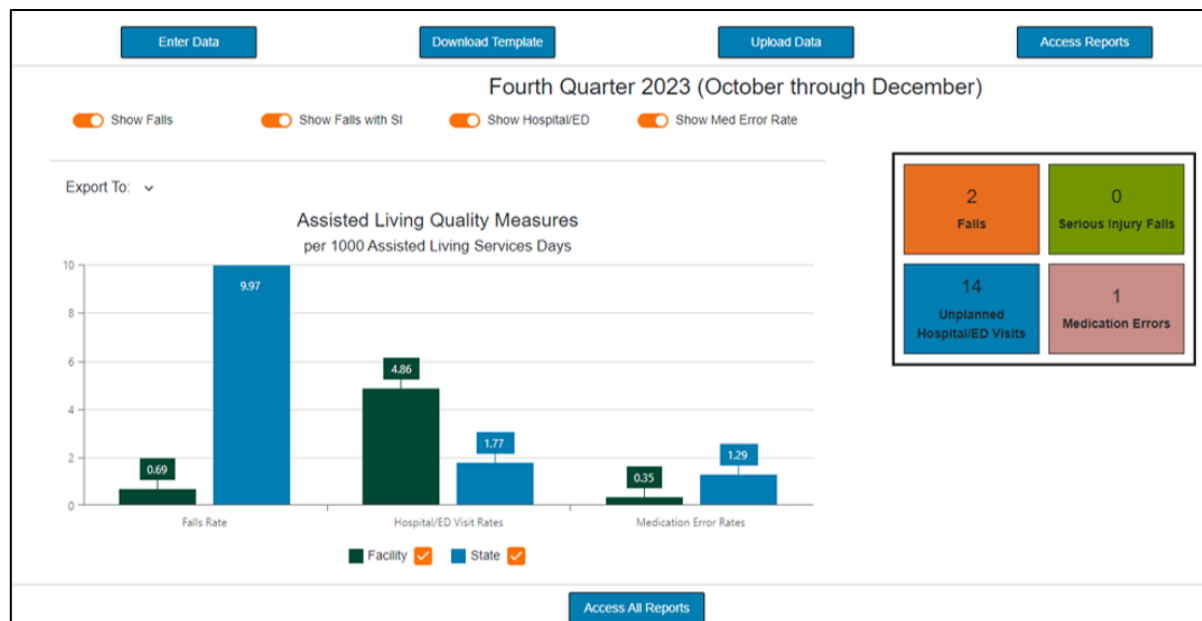 Enter Data
Download Template
Upload Data
Access Reports
Fourth Quarter 2023 (October through December)
Show Falls
Show Falls with SI
Show Hospital/ED
Show Med Error Rate
Export To:
Assisted Living Quality Measures
per 1000 Assisted Living Services Days
10
8
6
4
2
0
0.69
9.97
4.86
1.77
0.35
1.29
Falls Rate
Hospital/ED Visit Rates
Medication Error Rates
Facility
State
2
Falls
0
Serious Injury Falls
14
Unplanned
Hospital/ED Visits
1
Medication Errors
Access All Reports